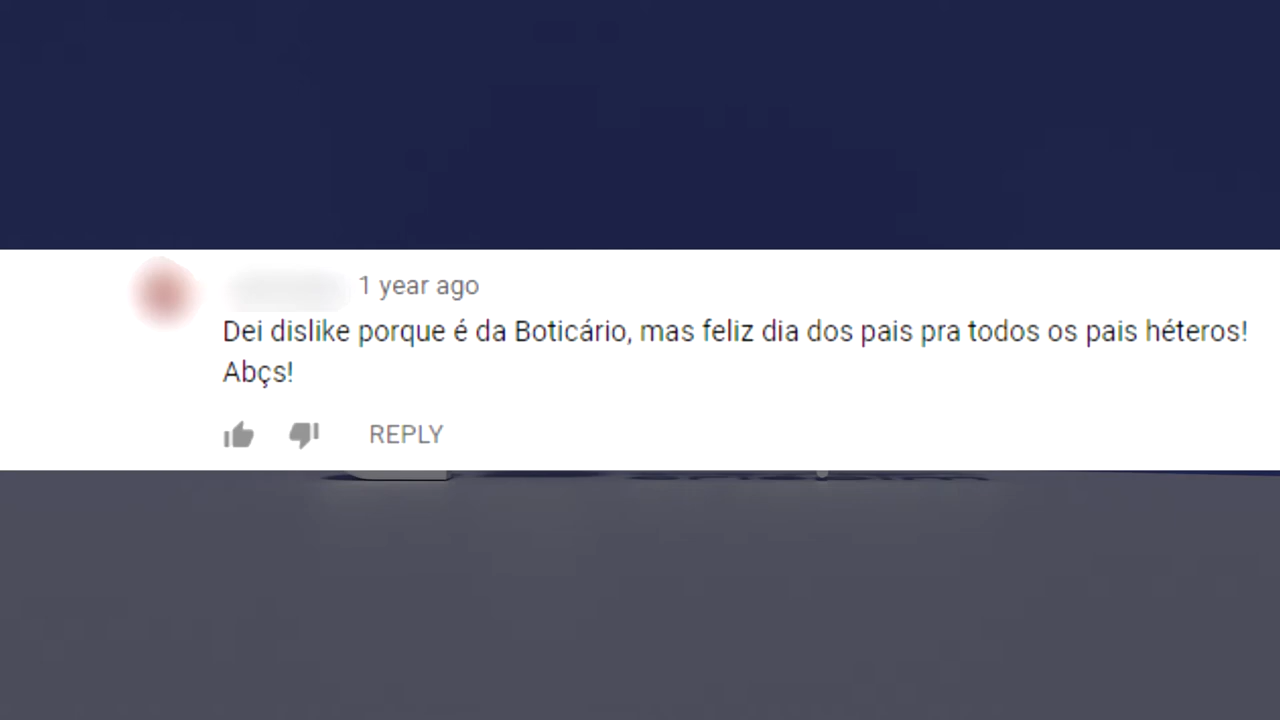 1 year ago
Dei dislike porque é da Boticário, mas feliz dia dos pais pra todos os pais héteros!
Abçs!
REPLY